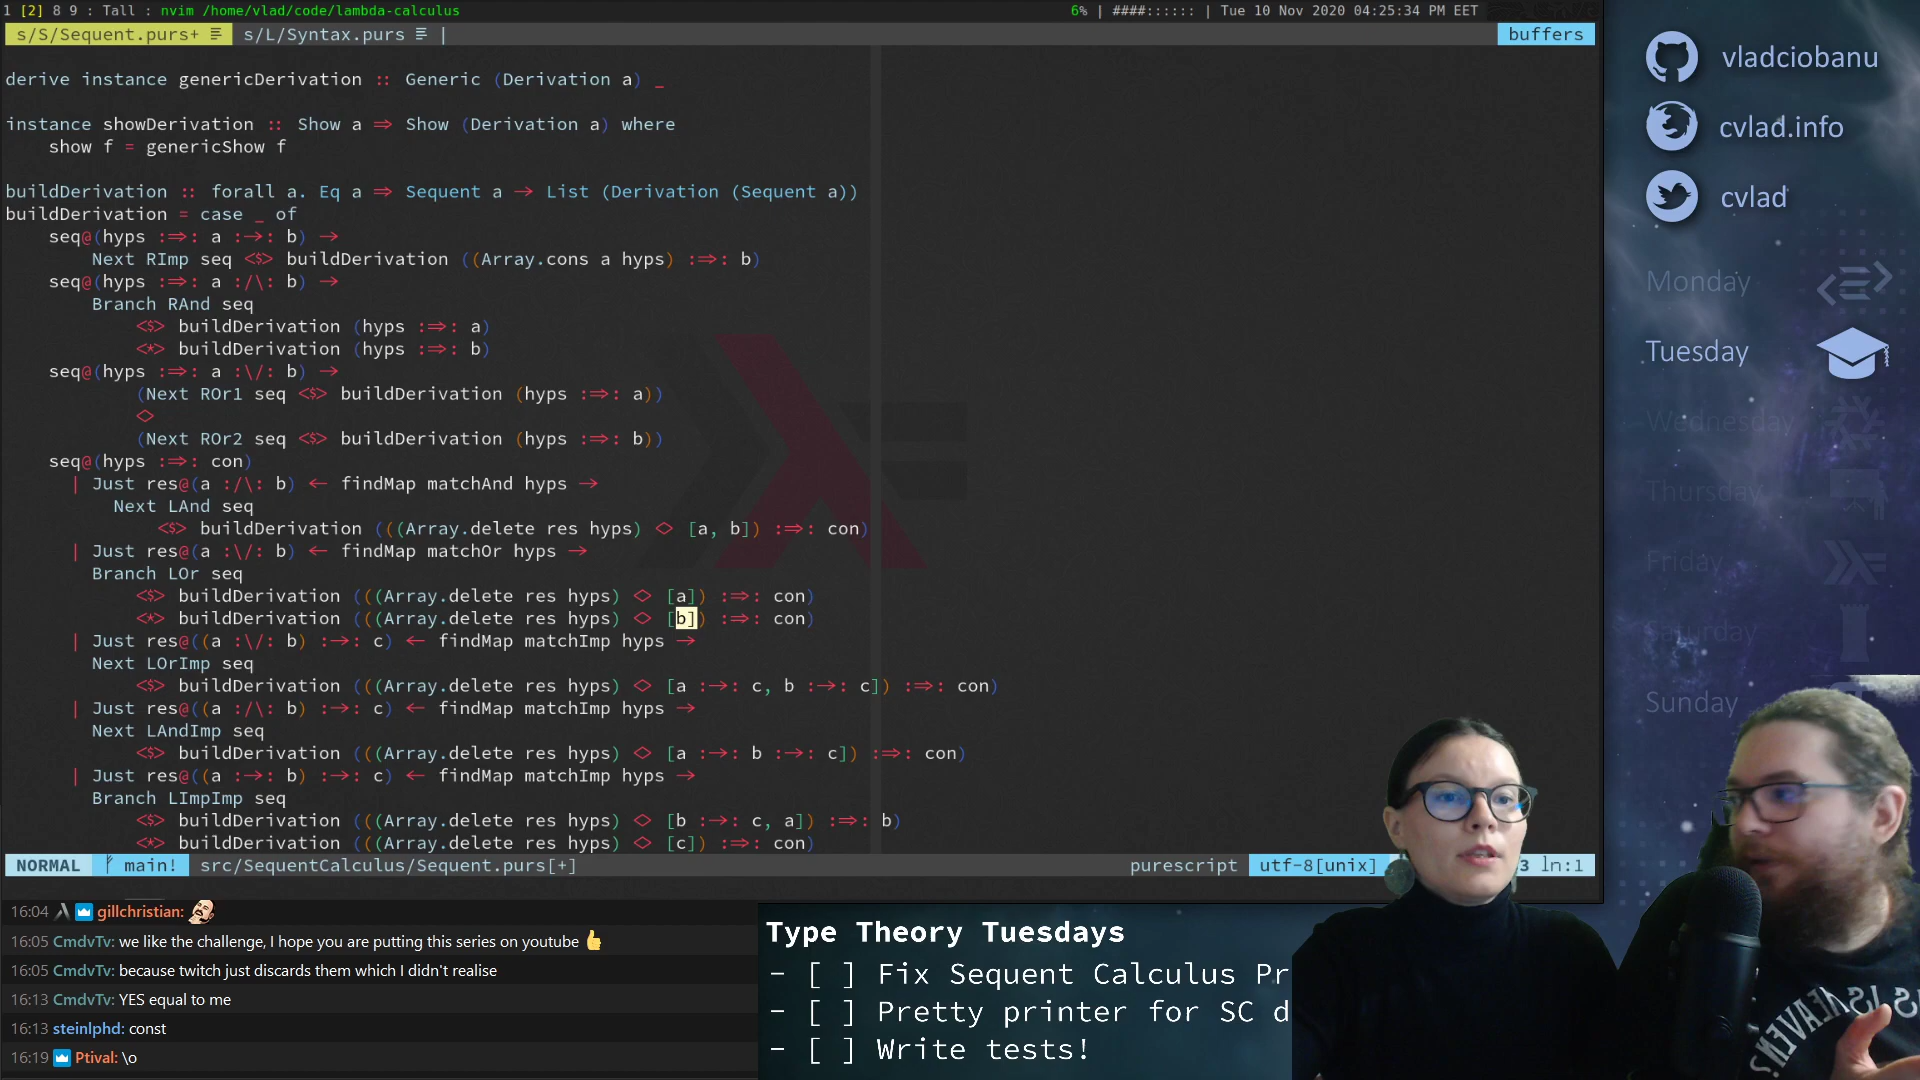 1 [2] 8 9 : Tall : nvim /home/vlad/code/lambda-calculus
6% | ####:::::: | Tue 10 Nov 2020 04:25:34 PM EET
s/S/Sequent.purs+ s/L/Syntax.purs |
buffers
derive instance genericDerivation :: Generic (Derivation a) _
instance showDerivation :: Show a ⇒ Show (Derivation a) where
show f = genericShow f
buildDerivation :: forall a. Eq a ⇒ Sequent a → List (Derivation (Sequent a))
buildDerivation = case _ of
seq@(hyps :⇒: a :→: b) →
Next RImp seq <$> buildDerivation ((Array.cons a hyps) :⇒: b)
seq@(hyps :⇒: a :/\: b) →
Branch RAnd seq
<$> buildDerivation (hyps :⇒: a)
<*> buildDerivation (hyps :⇒: b)
seq@(hyps :⇒: a :\/: b) →
(Next ROr1 seq <$> buildDerivation (hyps :⇒: a))
<>
(Next ROr2 seq <$> buildDerivation (hyps :⇒: b))
seq@(hyps :⇒: con)
| Just res@(a :/\: b) ← findMap matchAnd hyps →
Next LAnd seq
<$> buildDerivation (((Array.delete res hyps) <> [a, b]) :⇒: con)
| Just res@(a :\/: b) ← findMap matchOr hyps →
Branch LOr seq
<$> buildDerivation (((Array.delete res hyps) <> [a]) :⇒: con)
<*> buildDerivation (((Array.delete res hyps) <> [b]) :⇒: con)
| Just res@((a :\/: b) :→: c) ← findMap matchImp hyps →
Next LOrImp seq
<$> buildDerivation (((Array.delete res hyps) <> [a :→: c, b :→: c]) :⇒: con)
| Just res@((a :/\: b) :→: c) ← findMap matchImp hyps →
Next LAndImp seq
<$> buildDerivation (((Array.delete res hyps) <> [a :→: b :→: c]) :⇒: con)
| Just res@((a :→: b) :→: c) ← findMap matchImp hyps →
Branch LImpImp seq
<$> buildDerivation (((Array.delete res hyps) <> [b :→: c, a]) :⇒: b)
<*> buildDerivation (((Array.delete res hyps) <> [c]) :⇒: con)
NORMAL main! src/SequentCalculus/Sequent.purs[+]
purescript utf-8[unix] 3 ln:1
vladciobanu
cvlad.info
cvlad
Monday
Tuesday
Wednesday
Thursday
Friday
Saturday
Sunday
16:04 gillchristian:
16:05 CmdvTv: we like the challenge, I hope you are putting this series on youtube
16:05 CmdvTv: because twitch just discards them which I didn't realise
16:13 CmdvTv: YES equal to me
16:13 steinlphd: const
16:19 Ptival: \o
Type Theory Tuesdays
- [ ] Fix Sequent Calculus Pr
- [ ] Pretty printer for SC d
- [ ] Write tests!